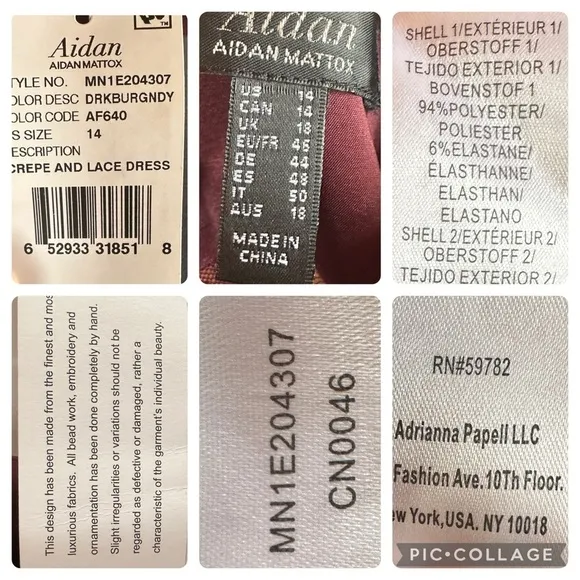 Aidan
AIDAN MATTOX
TYLE NO. MN1E204307
OLOR DESC DRKBURGNDY
OLOR CODE AF640
S SIZE 14
ESCRIPTION
CREPE AND LACE DRESS
6 52933 31851 8
Aidan
AIDAN MATTOX
US 14
CAN 14
UK 18
EU/FR 46
DE 44
ES 48
IT 50
AUS 18
MADE IN
CHINA
SHELL 1/EXTÉRIEUR 1/
OBERSTOFF 1/
TEJIDO EXTERIOR 1/
BOVENSTOF 1
94%POLYESTER/
POLIESTER
6%ELASTANE/
ÉLASTHANNE/
ELASTHAN/
ELASTANO
SHELL 2/EXTÉRIEUR 2/
OBERSTOFF 2/
TEJIDO EXTERIOR 2/
This design has been made from the finest and mos
luxurious fabrics. All bead work, embroidery and
ornamentation has been done completely by hand.
Slight irregularities or variations should not be
regarded as defective or damaged, rather a
characteristic of the garment's individual beauty.
MN1E204307
CN0046
RN#59782
Adrianna Papell LLC
Fashion Ave.10Th Floor.
ew York,USA. NY 10018
PIC•COLLAGE